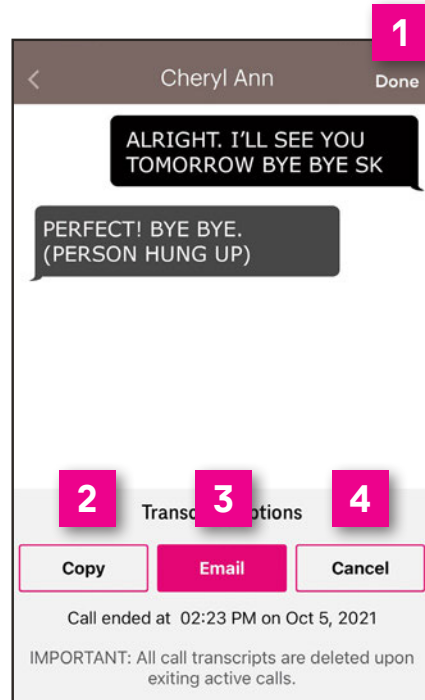 1
< Cheryl Ann Done
ALRIGHT. I'LL SEE YOU
TOMORROW BYE BYE SK
PERFECT! BYE BYE.
(PERSON HUNG UP)
2 3 4
Copy Email Cancel
Call ended at 02:23 PM on Oct 5, 2021
IMPORTANT: All call transcripts are deleted upon
exiting active calls.